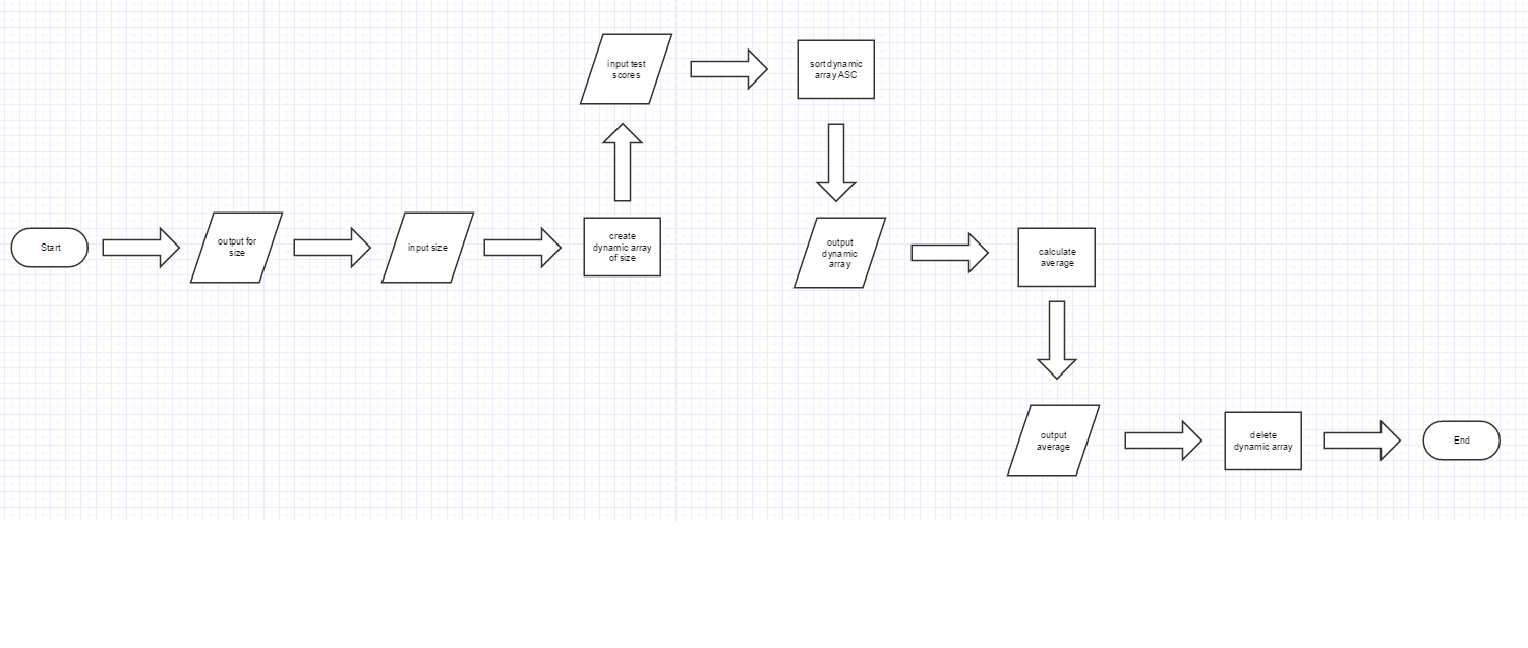 Start
output for
size
input size
create
dynamic array
of size
input test
scores
sort dynamic
array ASC
output
dynamic
array
calculate
average
output
average
delete
dynamic array
End